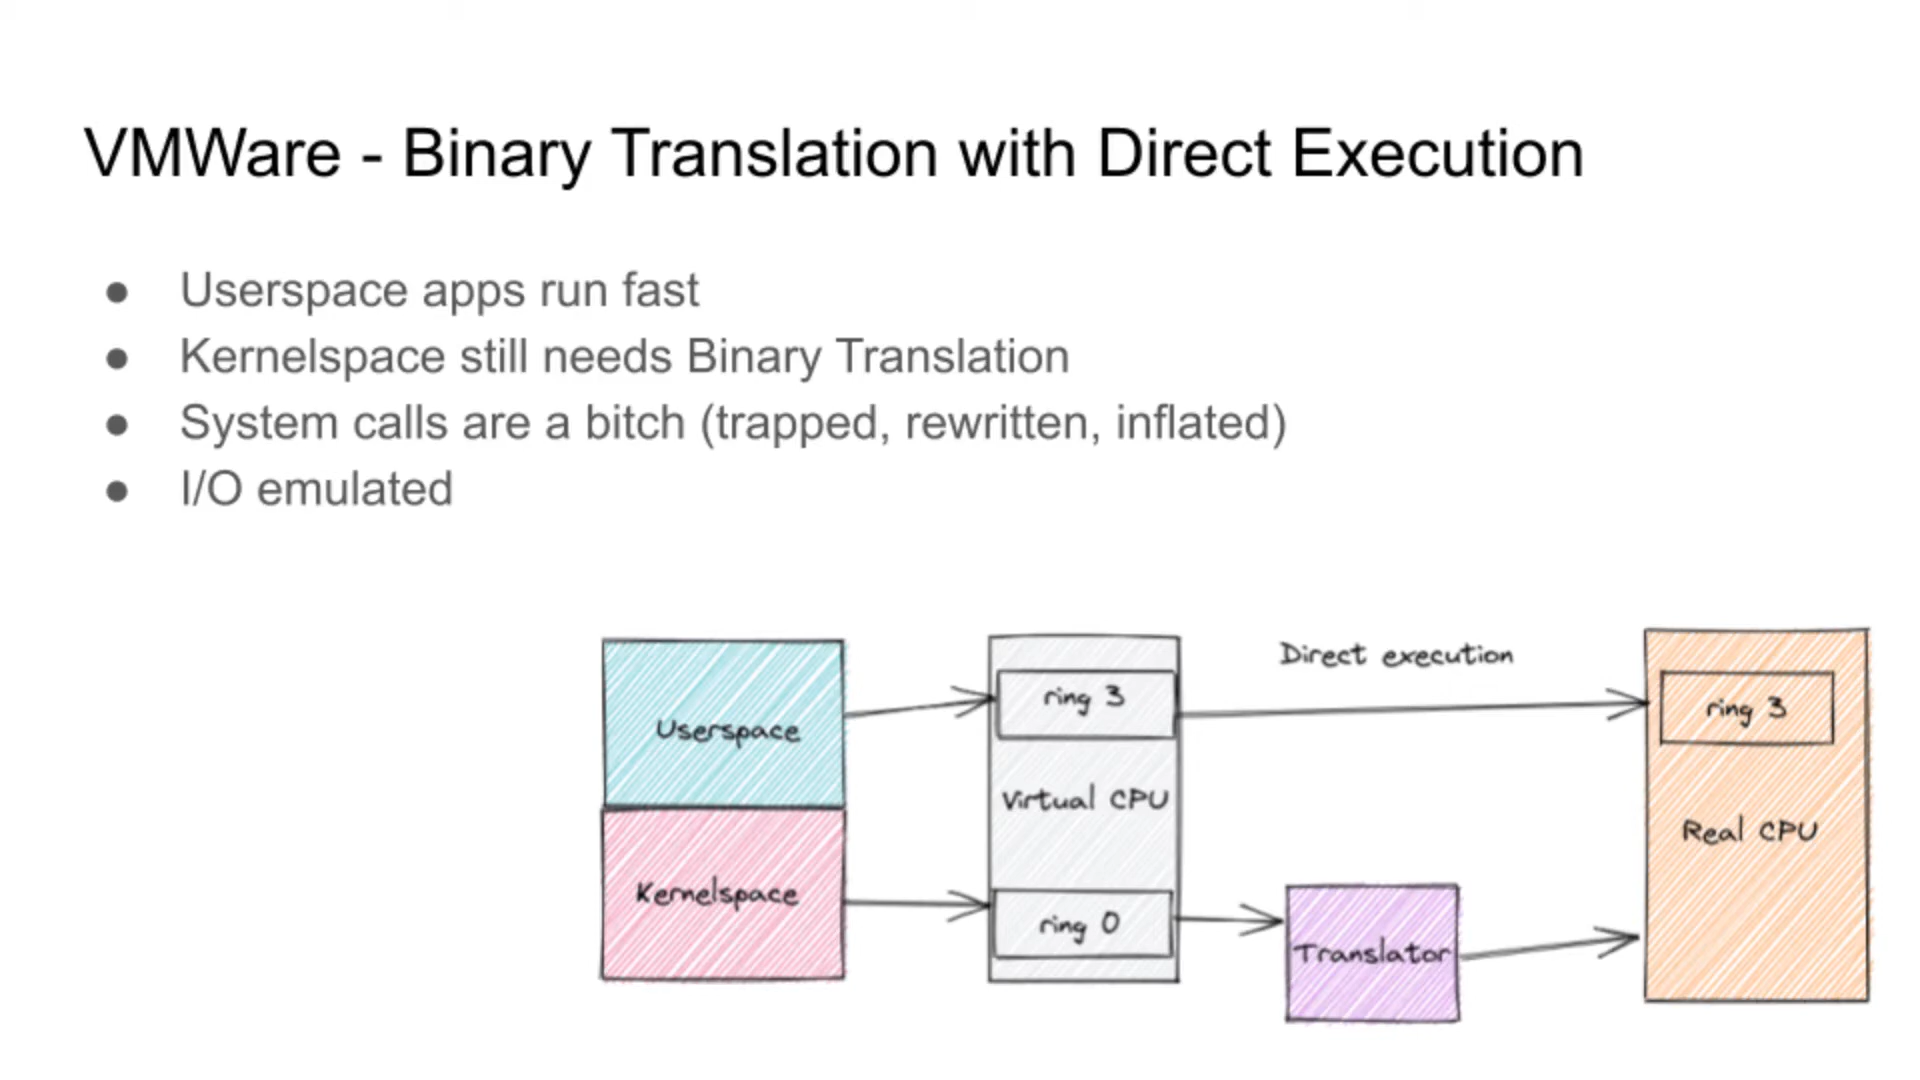 VMWare - Binary Translation with Direct Execution
● Userspace apps run fast
● Kernelspace still needs Binary Translation
● System calls are a bitch (trapped, rewritten, inflated)
● I/O emulated
Direct execution
ring 3
ring 3
Userspace
Virtual CPU
Real CPU
Kernelspace
ring 0
Translator